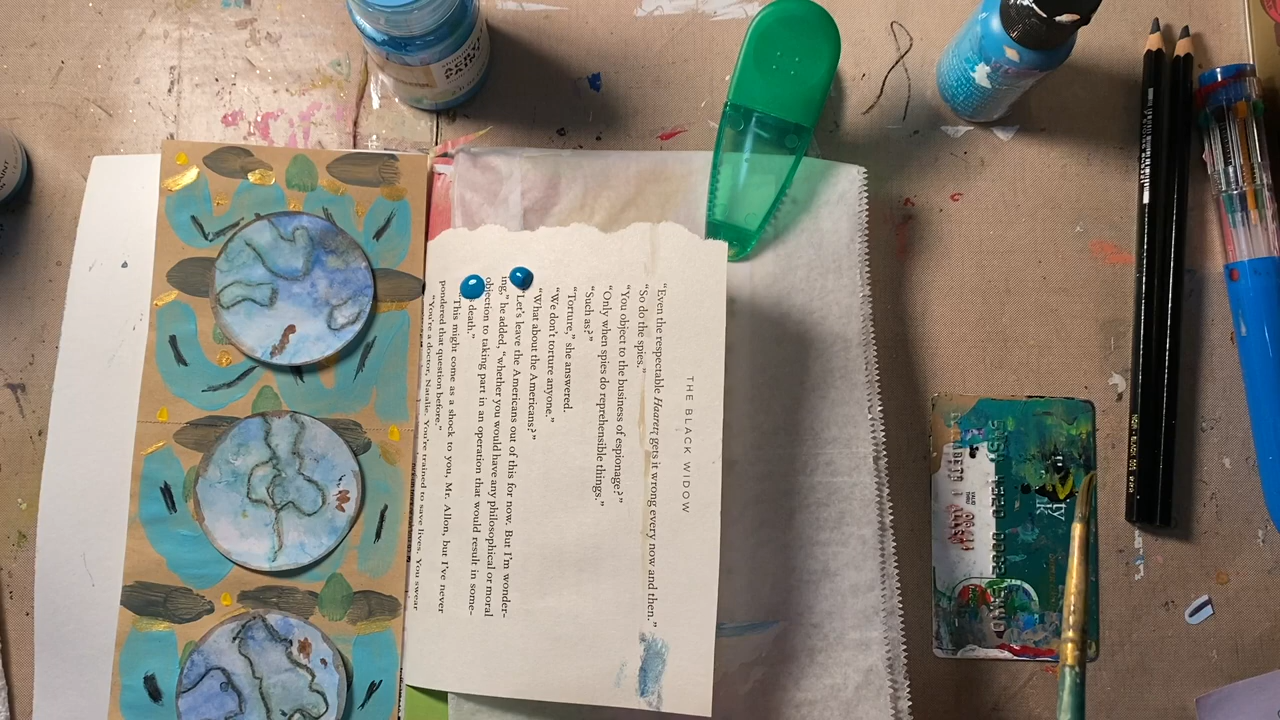 THE BLACK WIDOW
“Even the respectable Haaretz gets it wrong every now and then.”
“So do the spies.”
“You object to the business of espionage?”
“Only when spies do reprehensible things.”
“Such as?”
“Torture,” she answered.
“We don’t torture anyone.”
“What about the Americans?”
“Let’s leave the Americans out of this for now. But I’m wonder-
ing,” he added, “whether you would have any philosophical or moral
objection to taking part in an operation that would result in some-
death.”
“This might come as a shock to you, Mr. Allon, but I’ve never
pondered that question before.”
“You’re a doctor, Natalie. You’re trained to save lives. You swear
ACRYLIC
PAINT